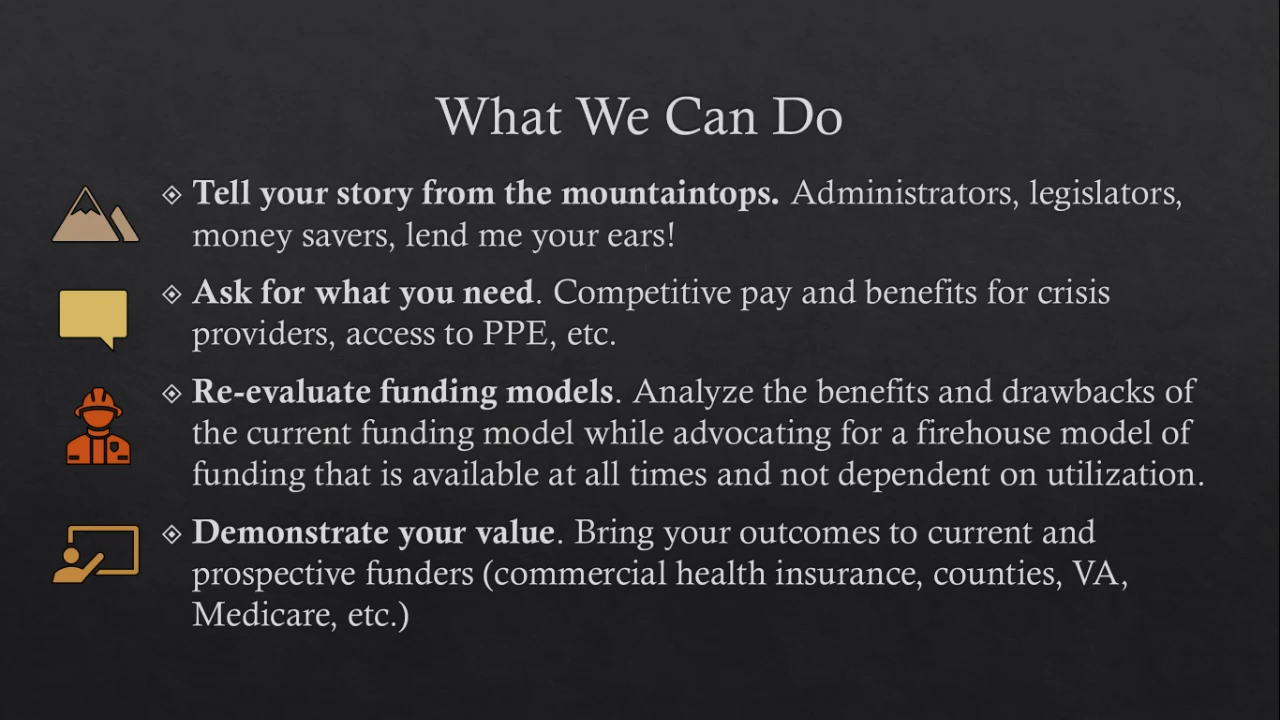 What We Can Do
Tell your story from the mountaintops. Administrators, legislators,
money savers, lend me your ears!
Ask for what you need. Competitive pay and benefits for crisis
providers, access to PPE, etc.
Re-evaluate funding models. Analyze the benefits and drawbacks of
the current funding model while advocating for a firehouse model of
funding that is available at all times and not dependent on utilization.
Demonstrate your value. Bring your outcomes to current and
prospective funders (commercial health insurance, counties, VA,
Medicare, etc.)